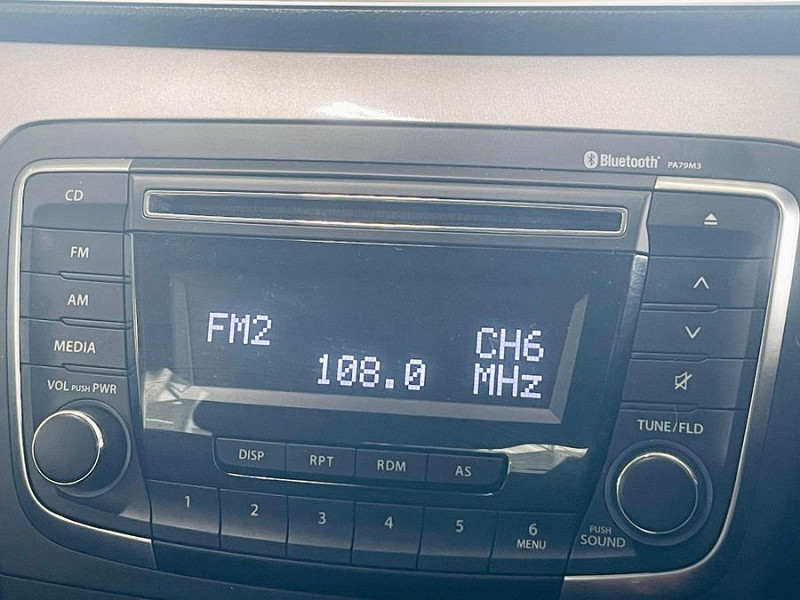 Bluetooth PA79M3
CD
FM
AM
MEDIA
VOL PUSH PWR
FM2 CH6
108.0 MHz
TUNE/FLD
DISP RPT RDM AS
1 2 3 4 5 6
MENU
PUSH
SOUND